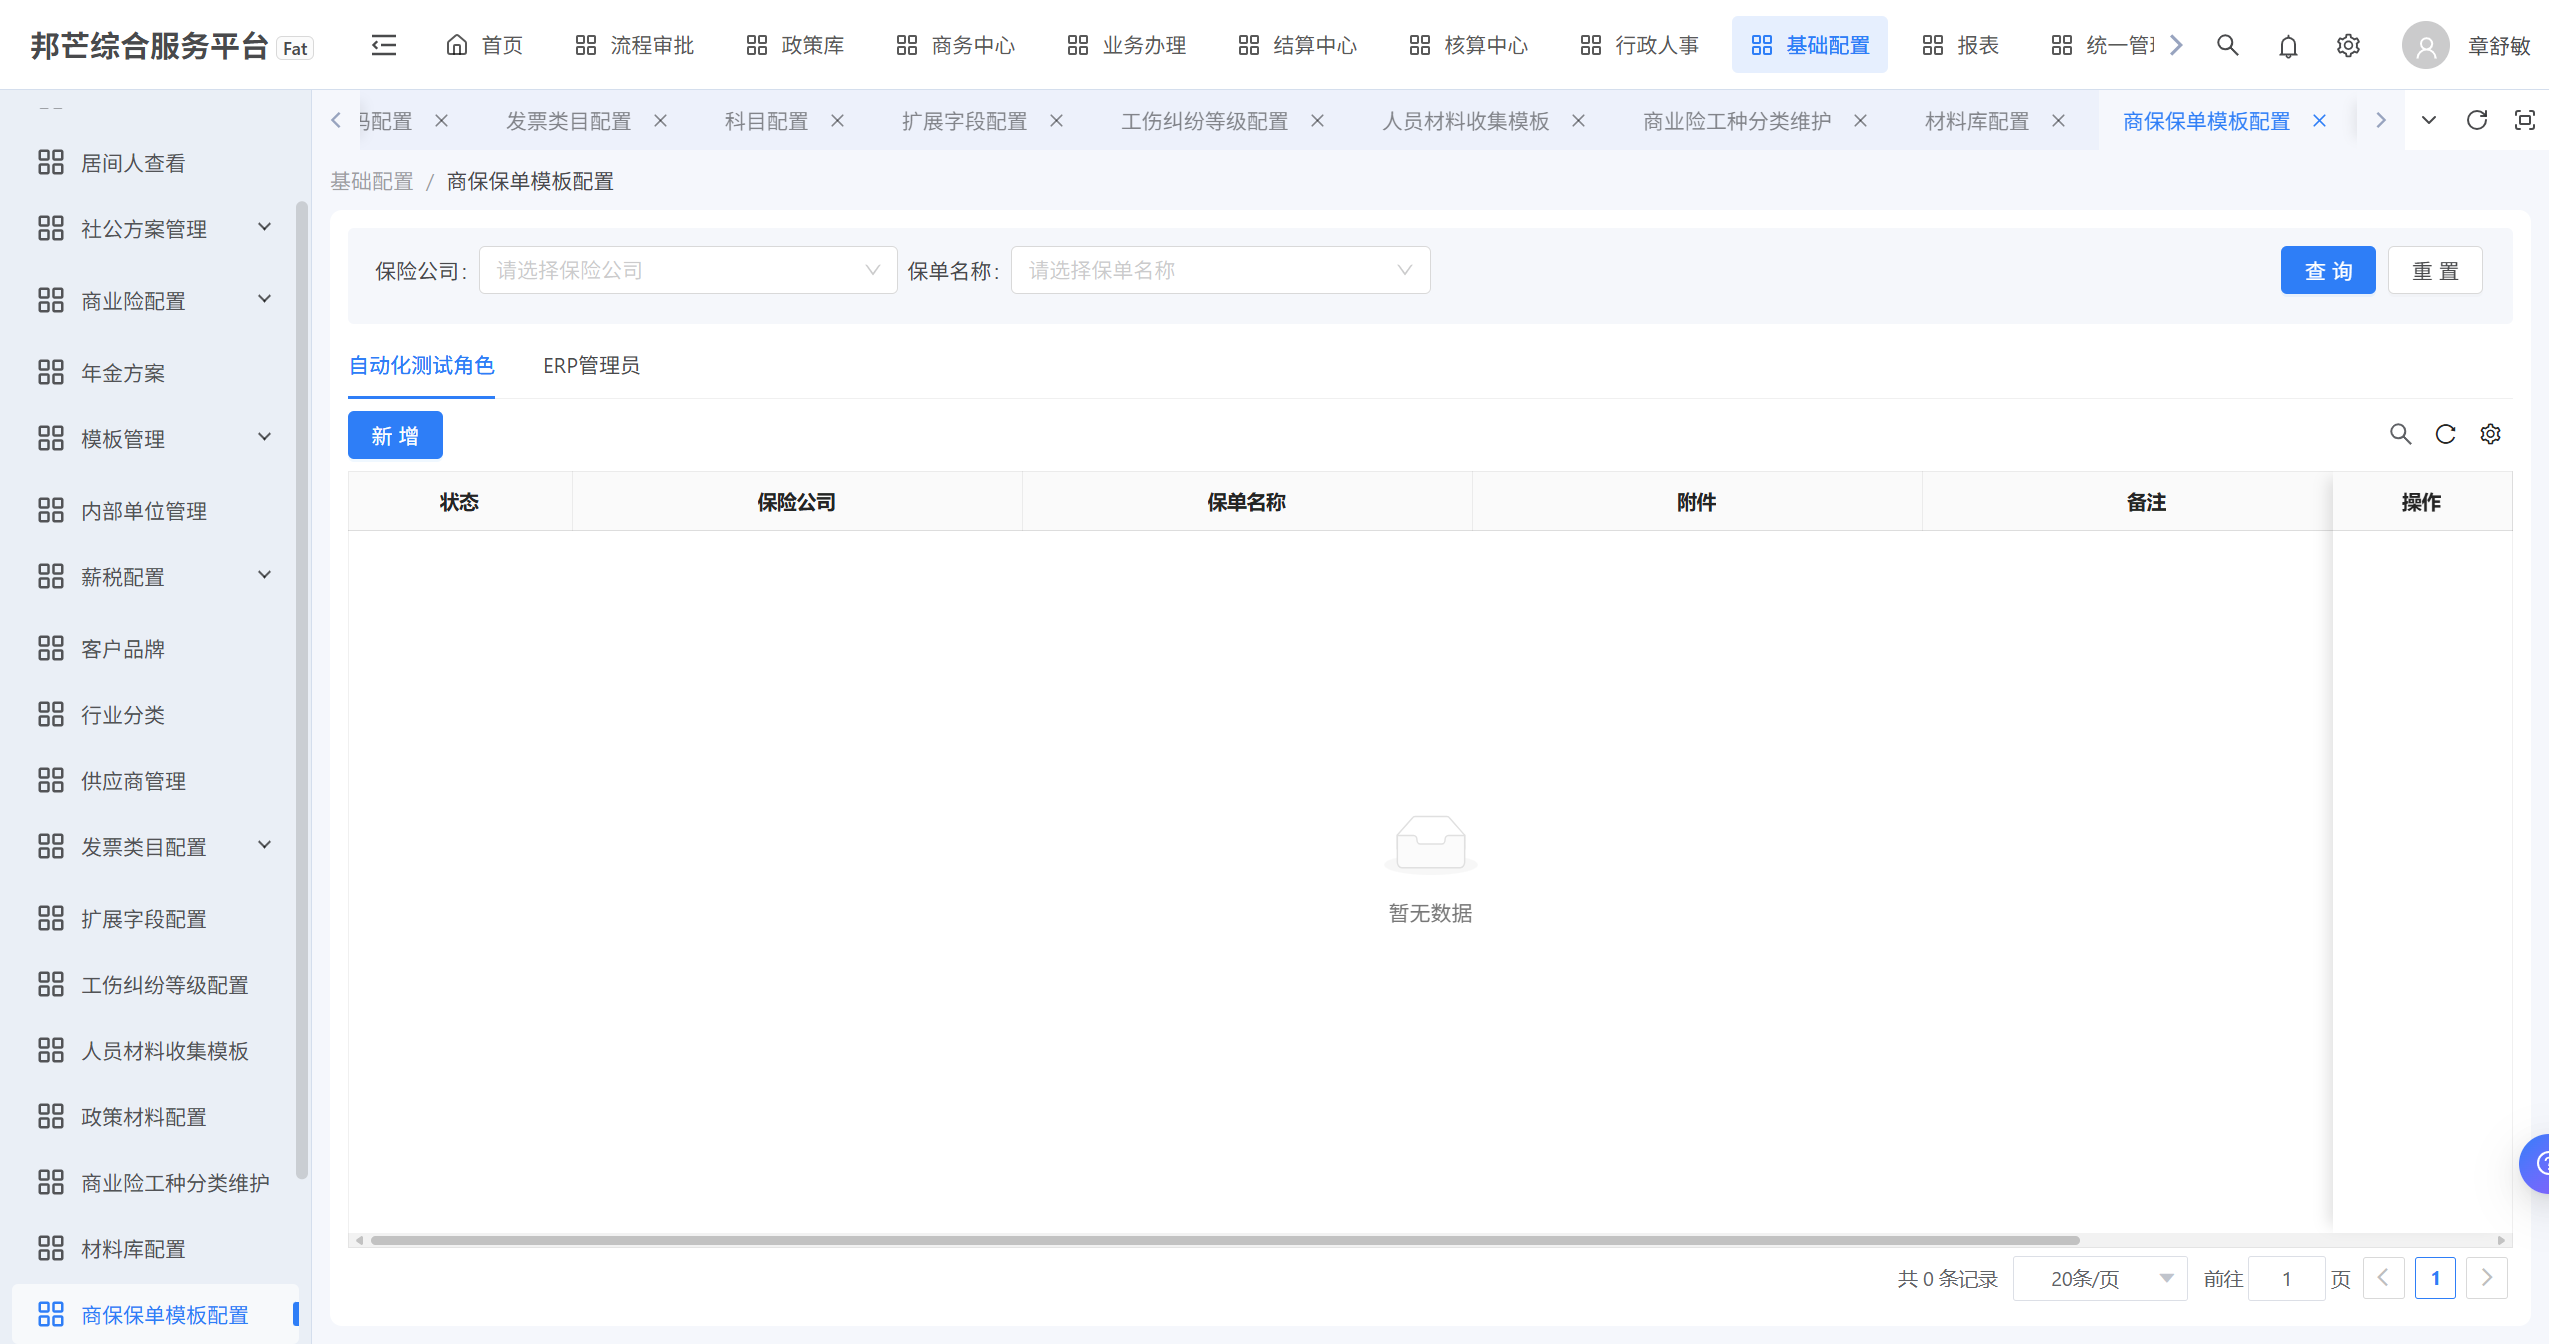 邦芒综合服务平台 Fat
首页 流程审批 政策库 商务中心 业务办理 结算中心 核算中心 行政人事 基础配置 报表 统一管 章舒敏
配置 发票类目配置 科目配置 扩展字段配置 工伤纠纷等级配置 人员材料收集模板 商业险工种分类维护 材料库配置 商保保单模板配置
居间人查看
社公方案管理
商业险配置
年金方案
模板管理
内部单位管理
薪税配置
客户品牌
行业分类
供应商管理
发票类目配置
扩展字段配置
工伤纠纷等级配置
人员材料收集模板
政策材料配置
商业险工种分类维护
材料库配置
商保保单模板配置
基础配置 / 商保保单模板配置
保险公司: 请选择保险公司 保单名称: 请选择保单名称 查 询 重 置
自动化测试角色 ERP管理员
新 增
状态 保险公司 保单名称 附件 备注 操作
暂无数据
共 0 条记录 20条/页 前往 1 页 1